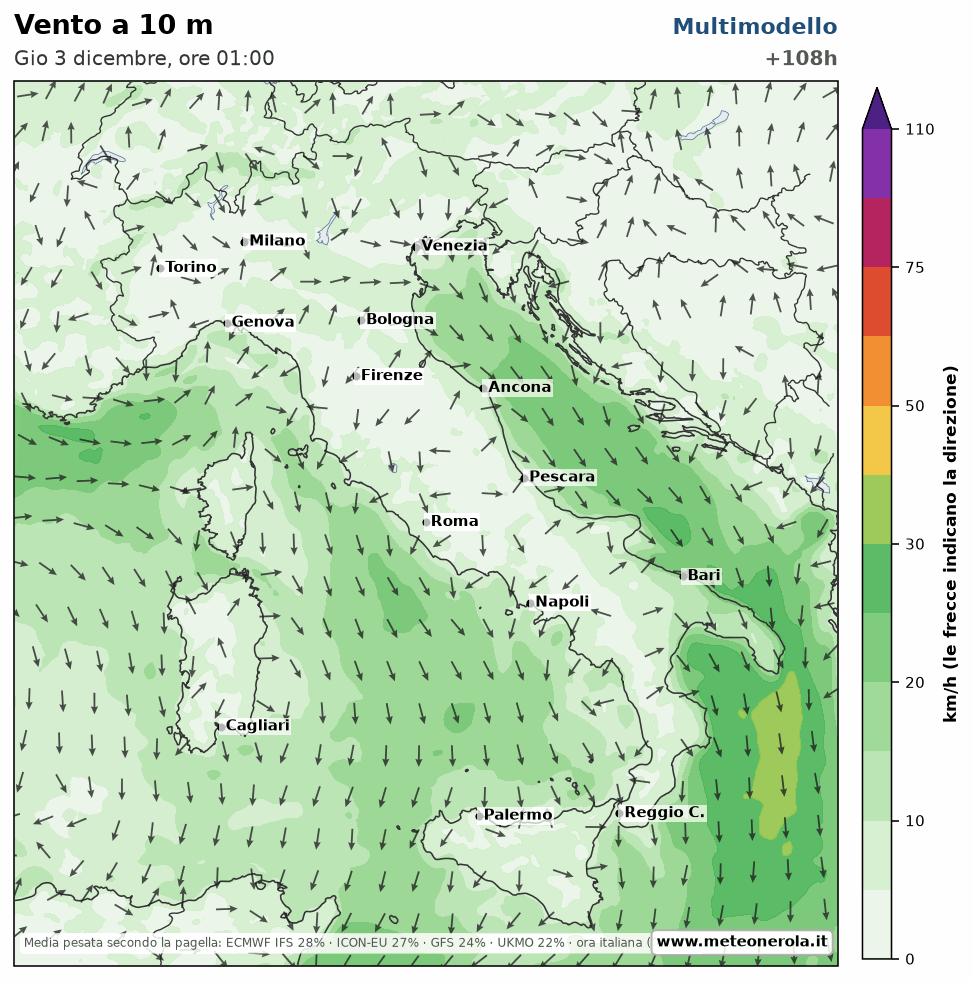 Vento a 10 m
Multimodello
Gio 3 dicembre, ore 01:00
+108h
Milano
Venezia
Torino
Genova
Bologna
Firenze
Ancona
Pescara
Roma
Bari
Napoli
Cagliari
Palermo
Reggio C.
110
75
50
30
20
10
0
km/h (le frecce indicano la direzione)
Media pesata secondo la pagella: ECMWF IFS 28% · ICON-EU 27% · GFS 24% · UKMO 22% · ora italiana (
www.meteonerola.it